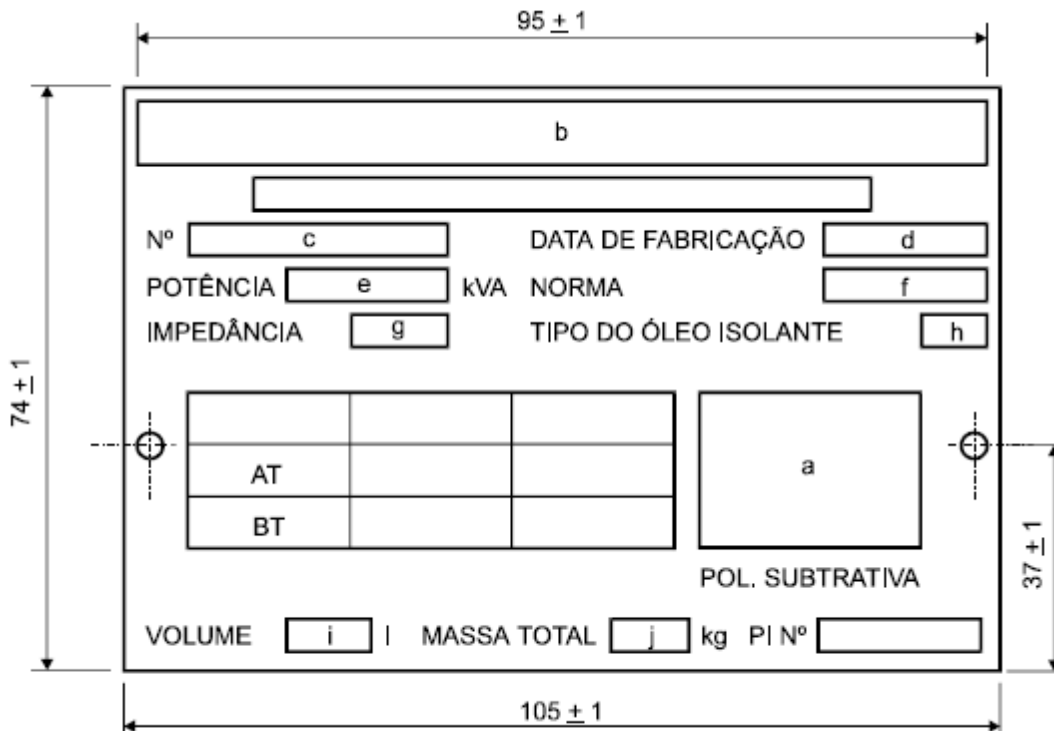 95 ± 1
b
Nº c DATA DE FABRICAÇÃO d
POTÊNCIA e kVA NORMA f
IMPEDÂNCIA g TIPO DO ÓLEO ISOLANTE h
74 ± 1
AT
a
BT
37 ± 1
POL. SUBTRATIVA
VOLUME i l MASSA TOTAL j kg PI Nº
105 ± 1